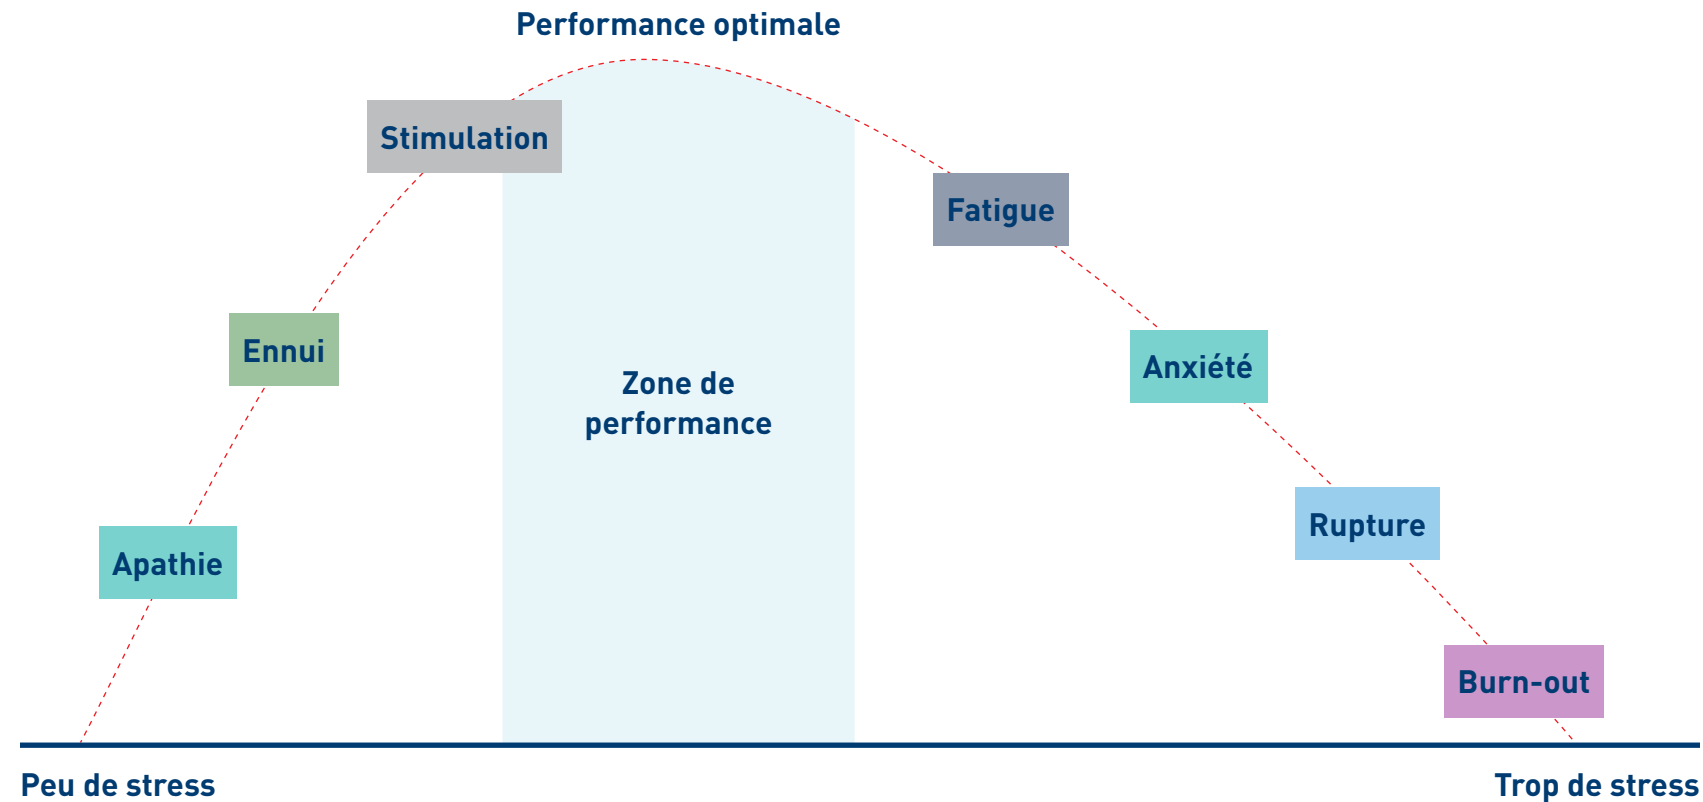 Performance optimale
Stimulation
Fatigue
Ennui
Anxiété
Zone de
performance
Rupture
Apathie
Burn-out
Peu de stress
Trop de stress